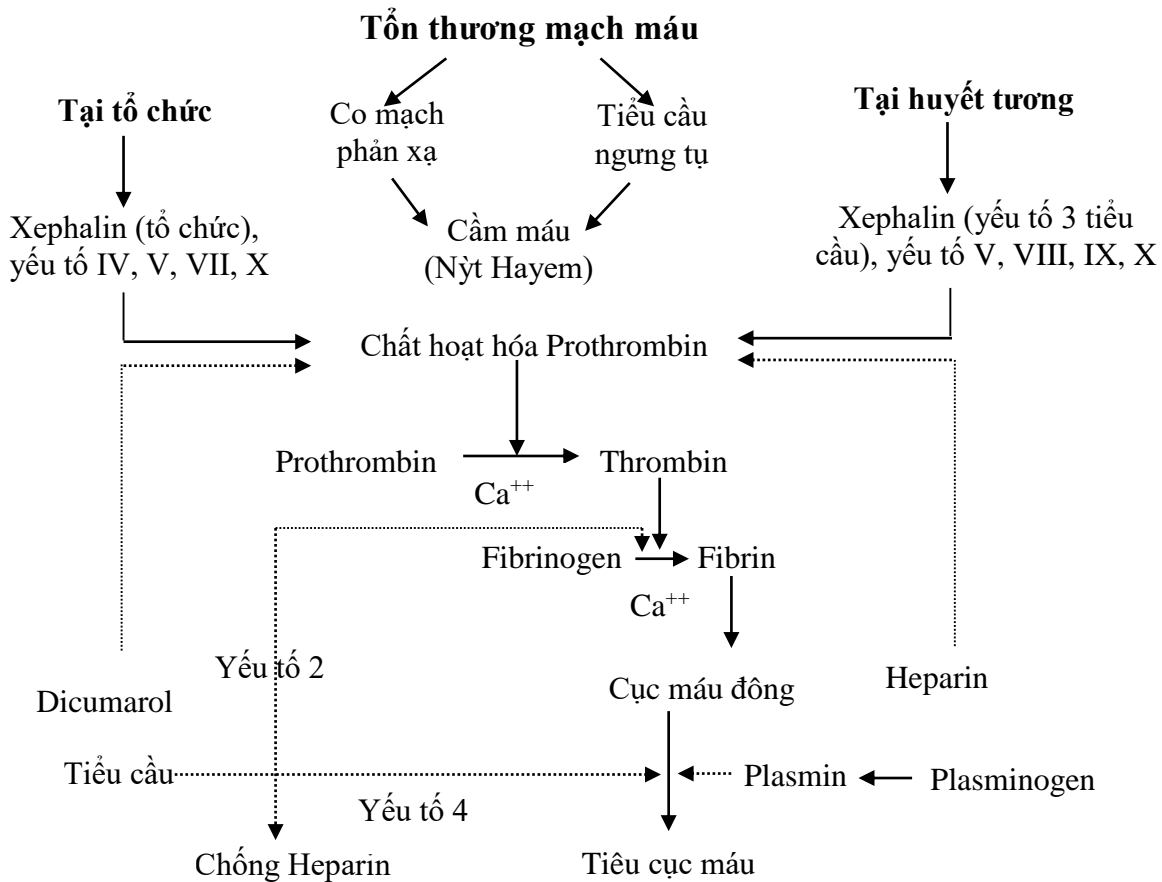 Tổn thương mạch máu
Tại tổ chức
Co mạch
phản xạ
Tiểu cầu
ngưng tụ
Tại huyết tương
Xephalin (tổ chức),
yếu tố IV, V, VII, X
Cầm máu
(Nỳt Hayem)
Xephalin (yếu tố 3 tiểu
cầu), yếu tố V, VIII, IX, X
Chất hoạt hóa Prothrombin
Prothrombin
Thrombin
Ca++
Fibrinogen
Fibrin
Ca++
Yếu tố 2
Dicumarol
Cục máu đông
Heparin
Tiểu cầu
Plasmin
Plasminogen
Yếu tố 4
Chống Heparin
Tiêu cục máu